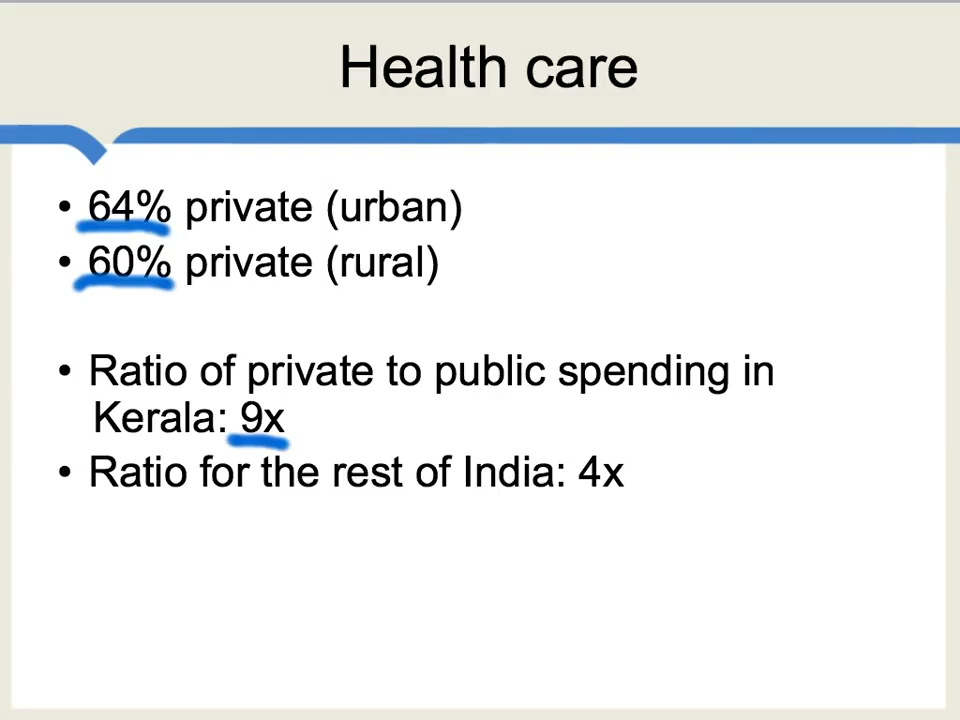 Health care
• 64% private (urban)
• 60% private (rural)
• Ratio of private to public spending in
Kerala: 9x
• Ratio for the rest of India: 4x